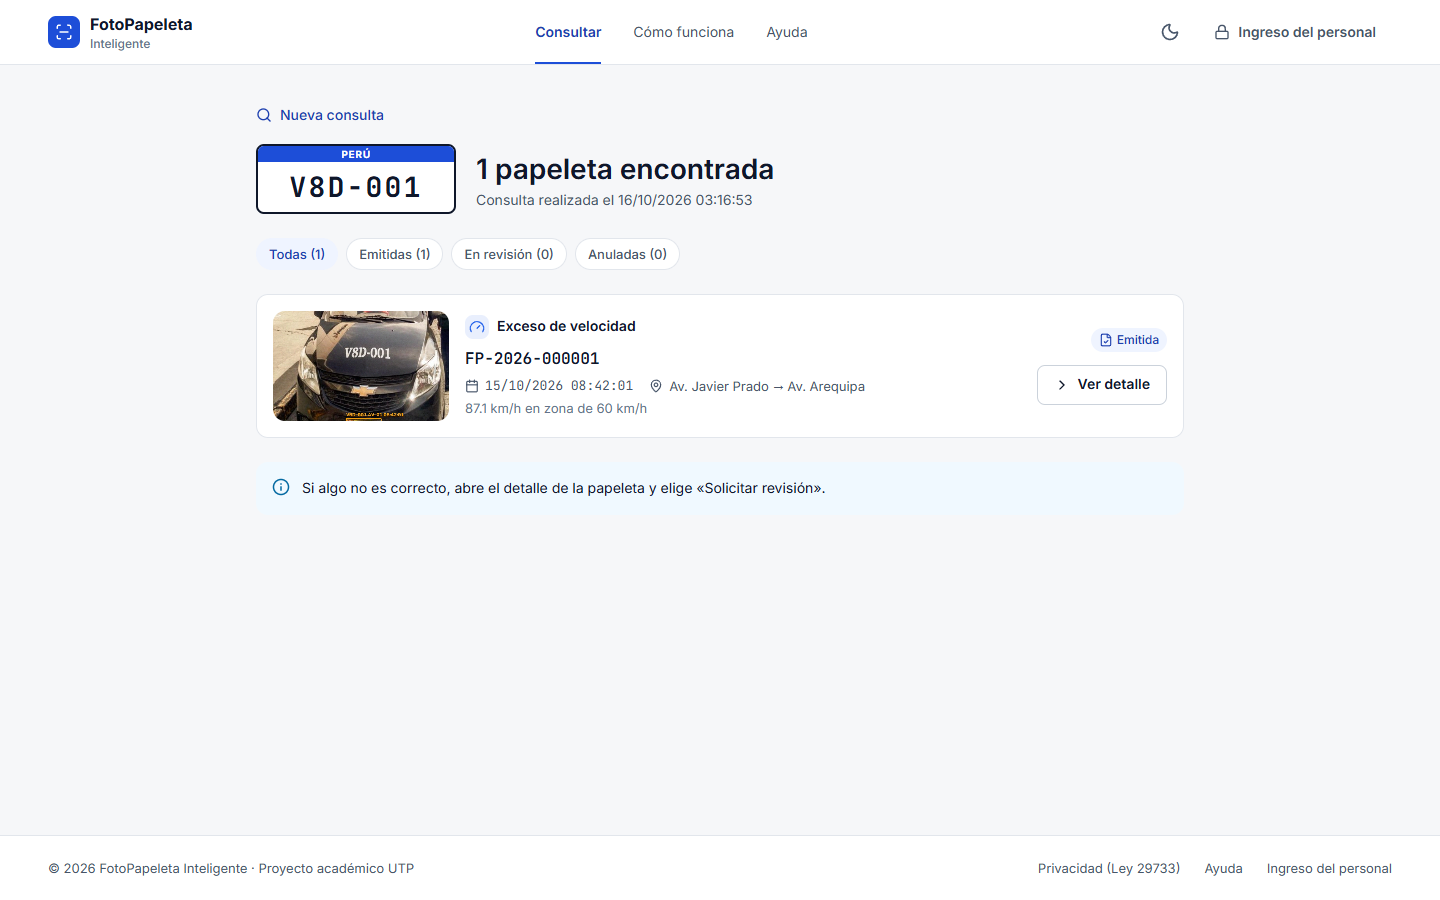 FotoPapeleta
Inteligente
Consultar
Cómo funciona
Ayuda
Ingreso del personal
Nueva consulta
PERÚ
V8D-001
1 papeleta encontrada
Consulta realizada el 16/10/2026 03:16:53
Todas (1)
Emitidas (1)
En revisión (0)
Anuladas (0)
V8D-001
Exceso de velocidad
FP-2026-000001
15/10/2026 08:42:01
Av. Javier Prado → Av. Arequipa
87.1 km/h en zona de 60 km/h
Emitida
Ver detalle
Si algo no es correcto, abre el detalle de la papeleta y elige «Solicitar revisión».
© 2026 FotoPapeleta Inteligente · Proyecto académico UTP
Privacidad (Ley 29733)
Ayuda
Ingreso del personal